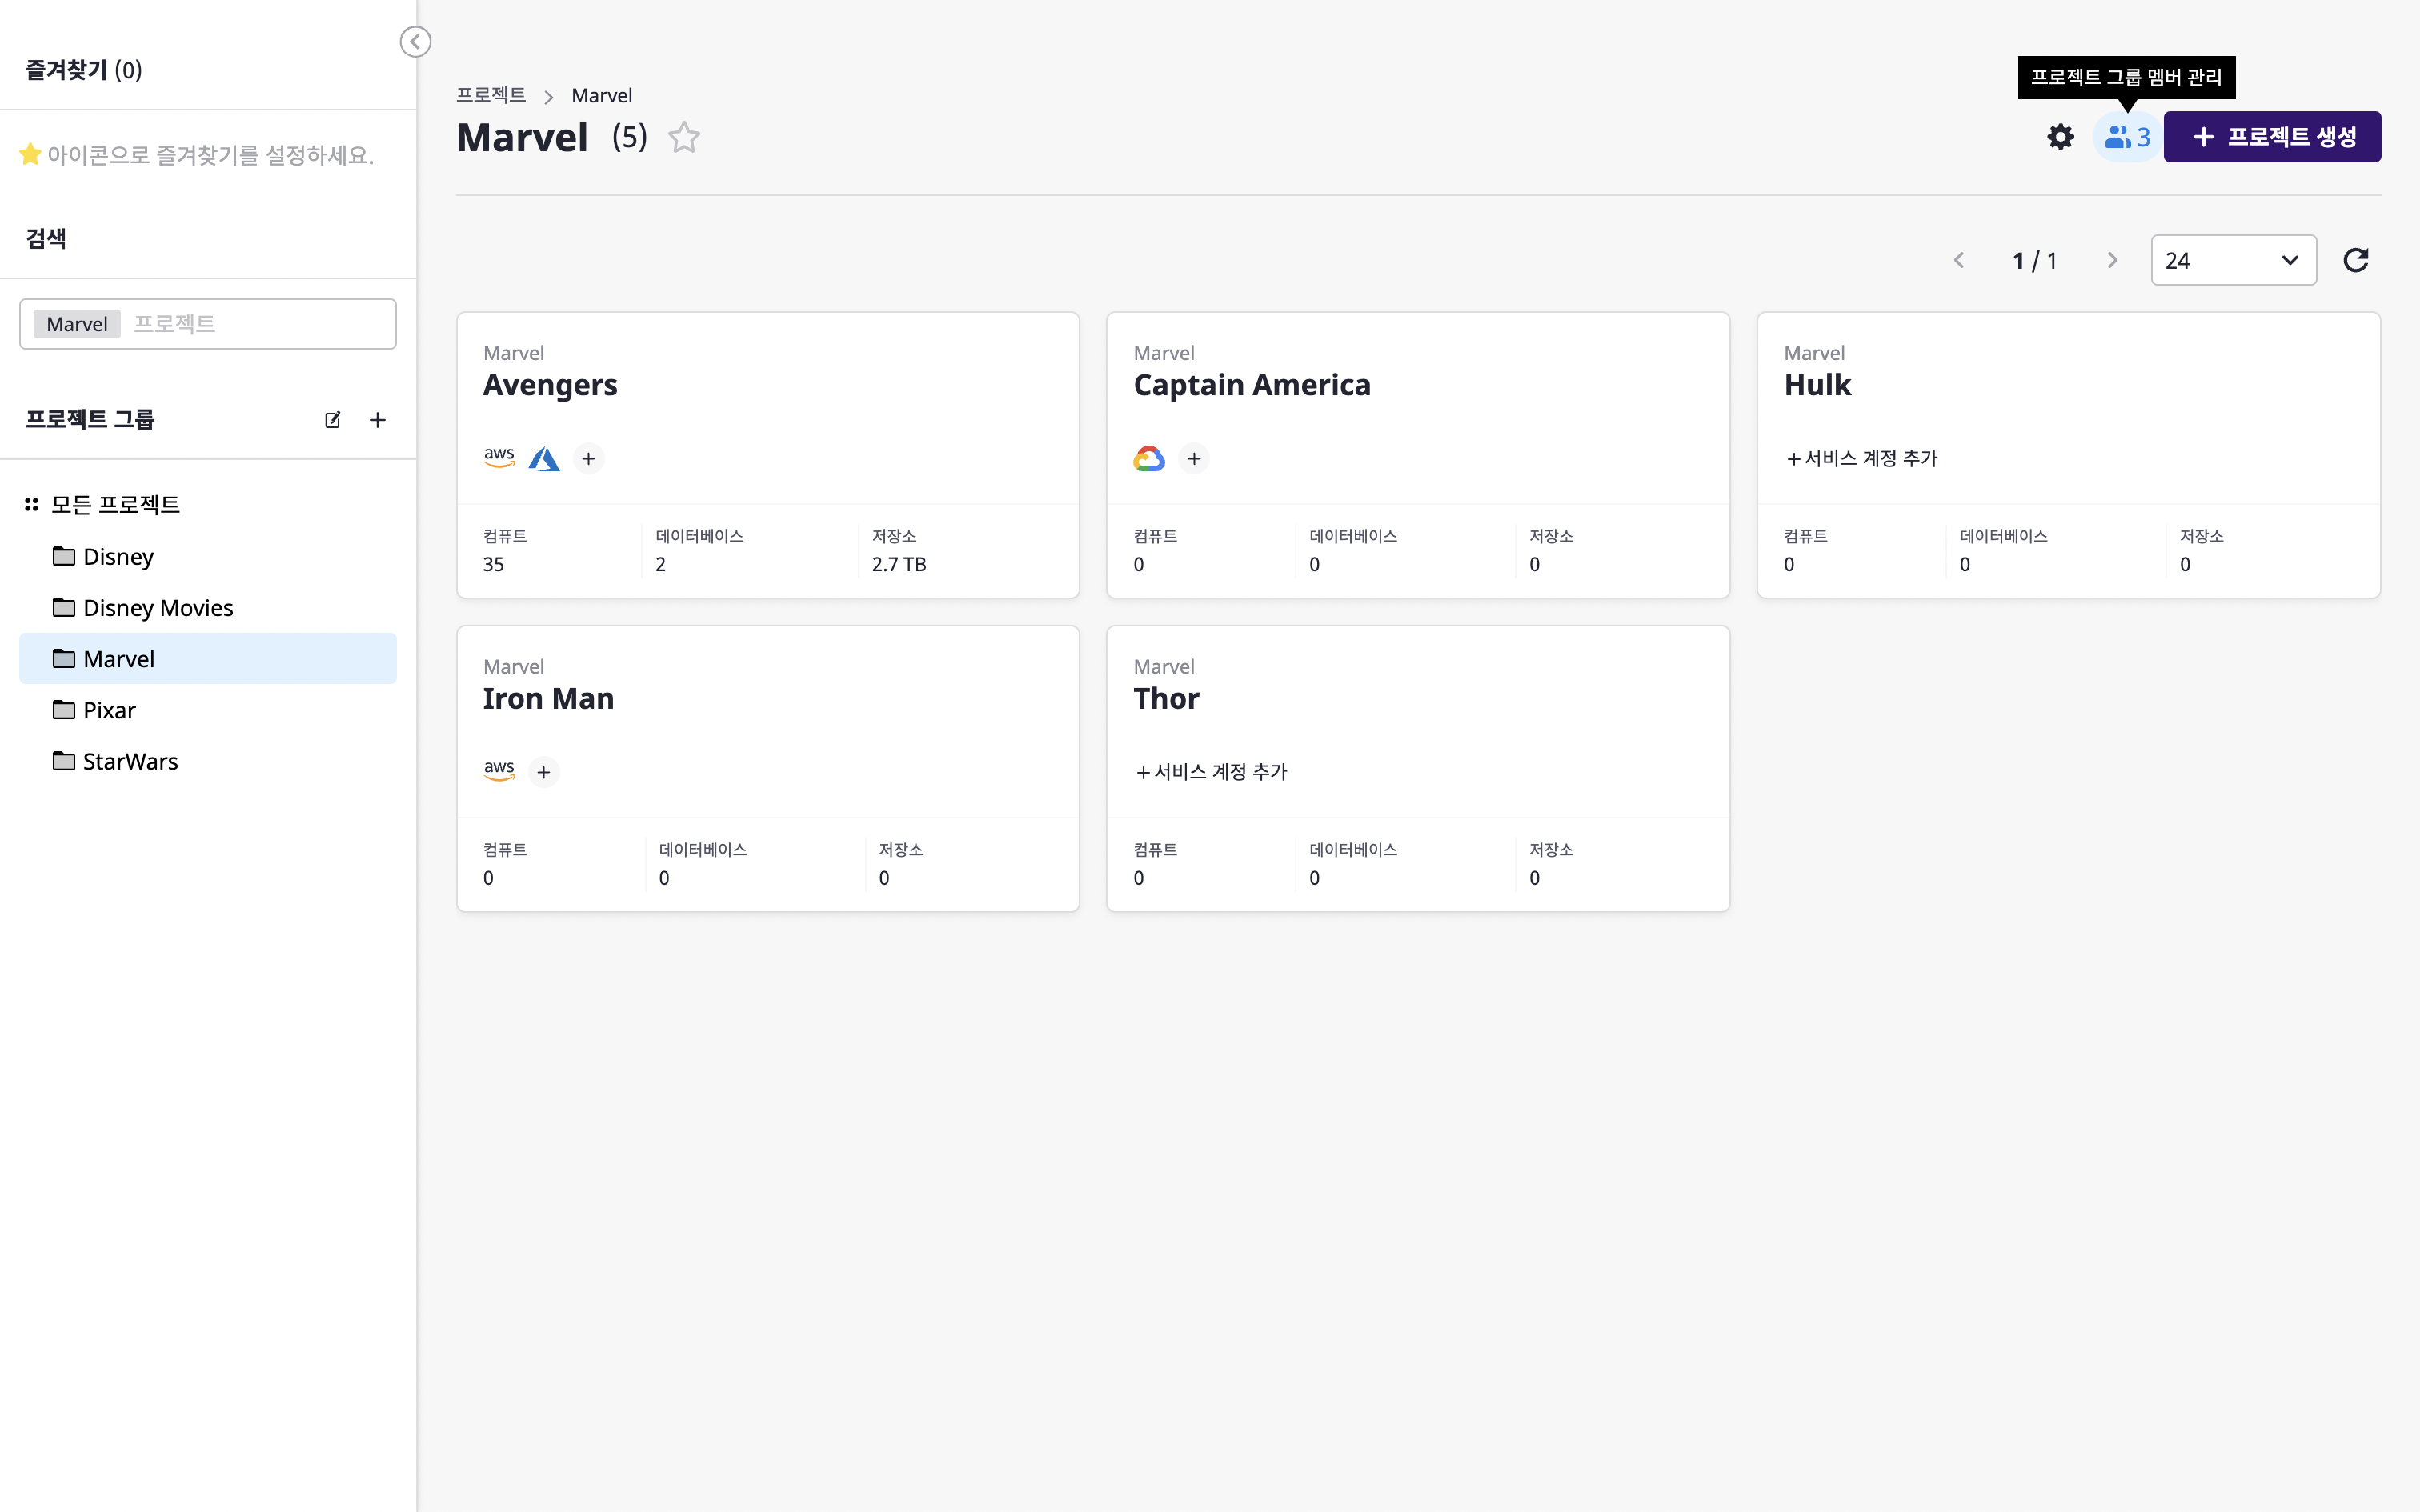 즐겨찾기 (0)
아이콘으로 즐겨찾기를 설정하세요.
검색
Marvel 프로젝트
프로젝트 그룹
모든 프로젝트
Disney
Disney Movies
Marvel
Pixar
StarWars
프로젝트 그룹 멤버 관리
프로젝트 > Marvel
Marvel (5)
3
+ 프로젝트 생성
1 / 1
24
Marvel
Avengers
aws
컴퓨트 데이터베이스 저장소
35 2 2.7 TB
Marvel
Captain America
컴퓨트 데이터베이스 저장소
0 0 0
Marvel
Hulk
+ 서비스 계정 추가
컴퓨트 데이터베이스 저장소
0 0 0
Marvel
Iron Man
aws
컴퓨트 데이터베이스 저장소
0 0 0
Marvel
Thor
+ 서비스 계정 추가
컴퓨트 데이터베이스 저장소
0 0 0